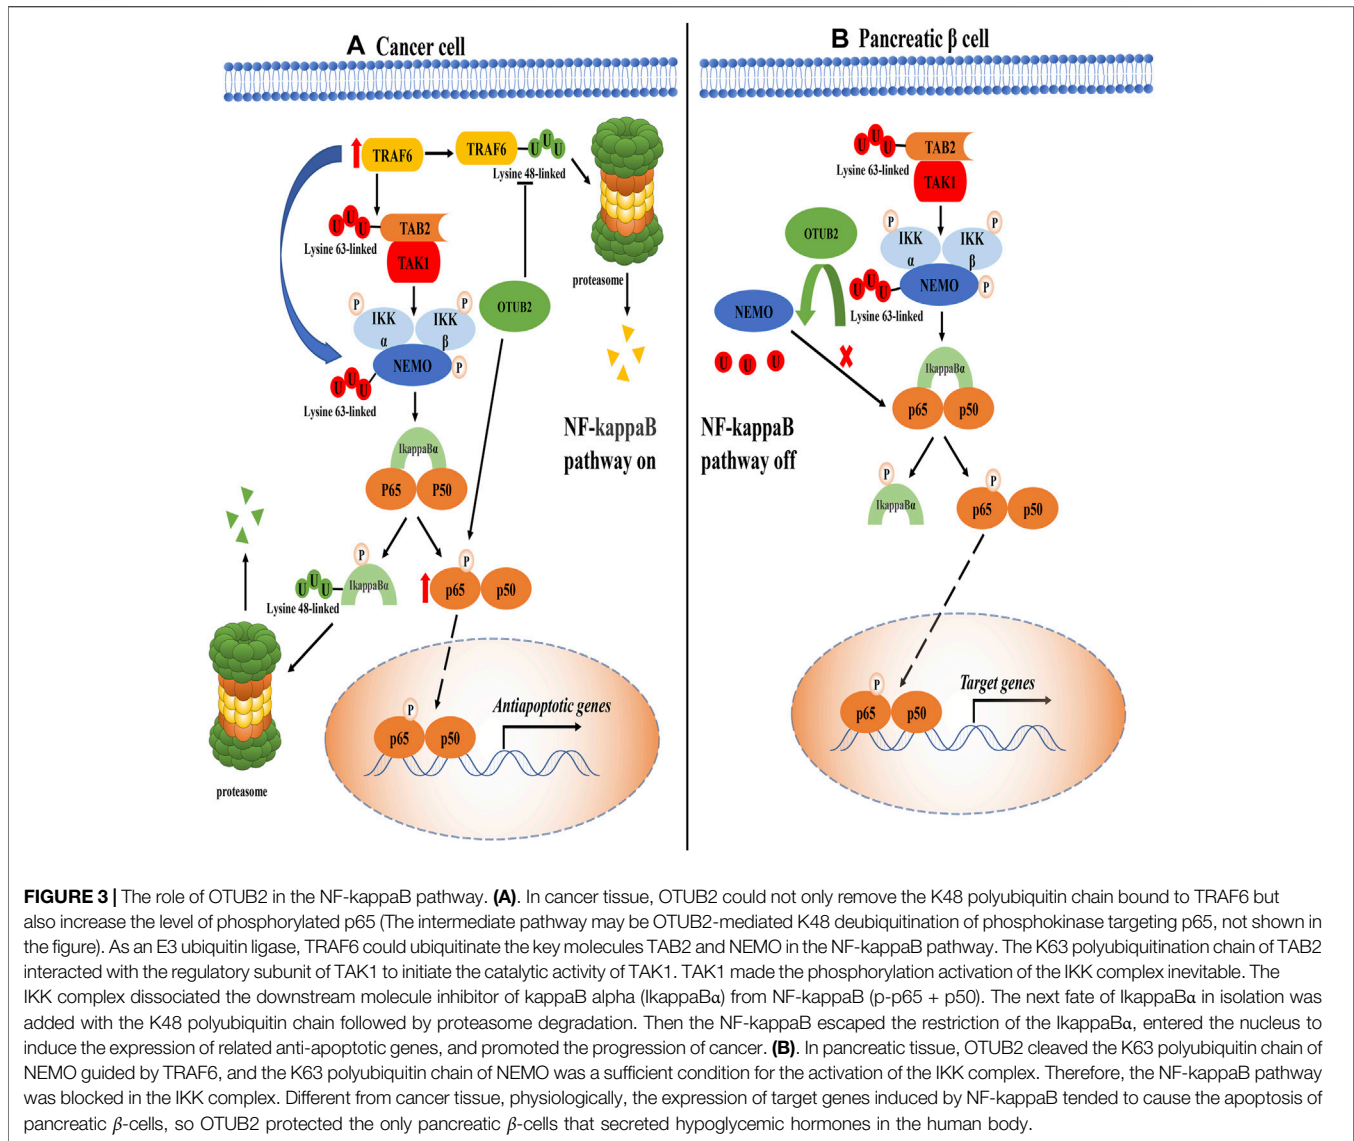 A Cancer cell
TRAF6
TRAF6
U U U
Lysine 48-linked
U U U
TAB2
Lysine 63-linked
TAK1
proteasome
P
P
IKK
α
IKK
β
OTUB2
NEMO
P
U U U
Lysine 63-linked
NF-kappaB
pathway on
IkappaBα
P65
P50
P
P
U U U
IkappaBα
p65
p50
Lysine 48-linked
P
Antiapoptotic genes
p65
p50
proteasome
B Pancreatic β cell
U U U
TAB2
Lysine 63-linked
TAK1
P
P
OTUB2
IKK
α
IKK
β
U U U
NEMO
P
Lysine 63-linked
NEMO
U U U
IkappaBα
p65
p50
NF-kappaB
pathway off
P
P
IkappaBα
p65
p50
P
Target genes
p65
p50
FIGURE 3 | The role of OTUB2 in the NF-kappaB pathway. (A). In cancer tissue, OTUB2 could not only remove the K48 polyubiquitin chain bound to TRAF6 but
also increase the level of phosphorylated p65 (The intermediate pathway may be OTUB2-mediated K48 deubiquitination of phosphokinase targeting p65, not shown in
the figure). As an E3 ubiquitin ligase, TRAF6 could ubiquitinate the key molecules TAB2 and NEMO in the NF-kappaB pathway. The K63 polyubiquitination chain of TAB2
interacted with the regulatory subunit of TAK1 to initiate the catalytic activity of TAK1. TAK1 made the phosphorylation activation of the IKK complex inevitable. The
IKK complex dissociated the downstream molecule inhibitor of kappaB alpha (IkappaBα) from NF-kappaB (p-p65 + p50). The next fate of IkappaBα in isolation was
added with the K48 polyubiquitin chain followed by proteasome degradation. Then the NF-kappaB escaped the restriction of the IkappaBα, entered the nucleus to
induce the expression of related anti-apoptotic genes, and promoted the progression of cancer. (B). In pancreatic tissue, OTUB2 cleaved the K63 polyubiquitin chain of
NEMO guided by TRAF6, and the K63 polyubiquitin chain of NEMO was a sufficient condition for the activation of the IKK complex. Therefore, the NF-kappaB pathway
was blocked in the IKK complex. Different from cancer tissue, physiologically, the expression of target genes induced by NF-kappaB tended to cause the apoptosis of
pancreatic β-cells, so OTUB2 protected the only pancreatic β-cells that secreted hypoglycemic hormones in the human body.